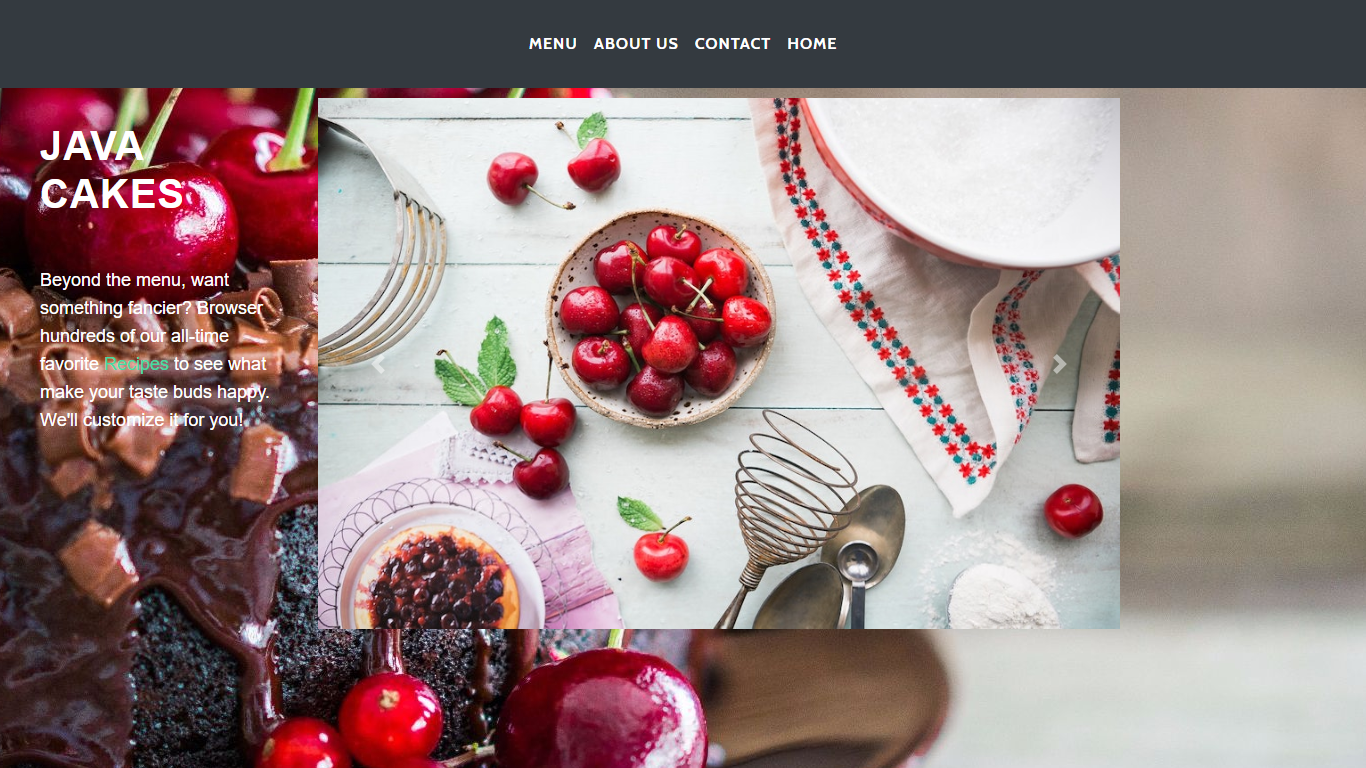 MENU ABOUT US CONTACT HOME
JAVA
CAKES
Beyond the menu, want
something fancier? Browser
hundreds of our all-time
favorite Recipes to see what
make your taste buds happy.
We'll customize it for you!